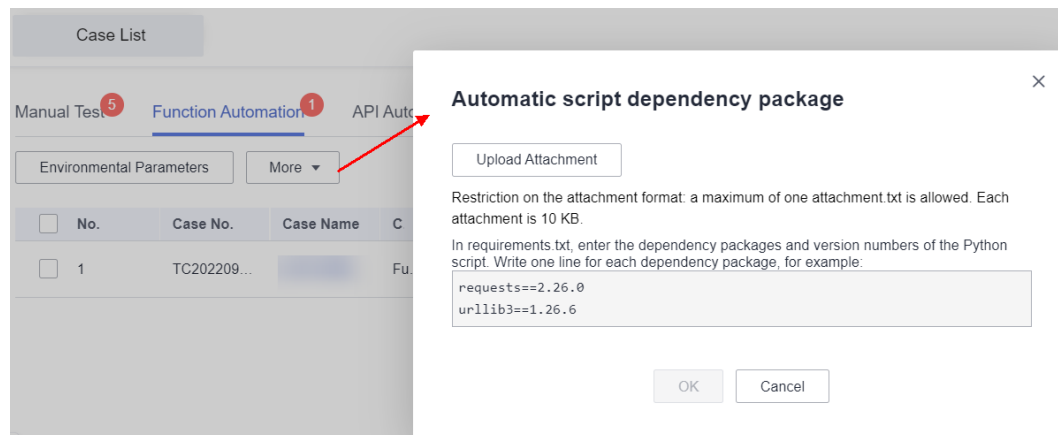 Case List
Manual Test 5 Function Automation 1 API Auto
Environmental Parameters More
No. Case No. Case Name C
1 TC202209... Fu.
Automatic script dependency package
Upload Attachment
Restriction on the attachment format: a maximum of one attachment.txt is allowed. Each
attachment is 10 KB.
In requirements.txt, enter the dependency packages and version numbers of the Python
script. Write one line for each dependency package, for example:
requests==2.26.0
urllib3==1.26.6
OK Cancel